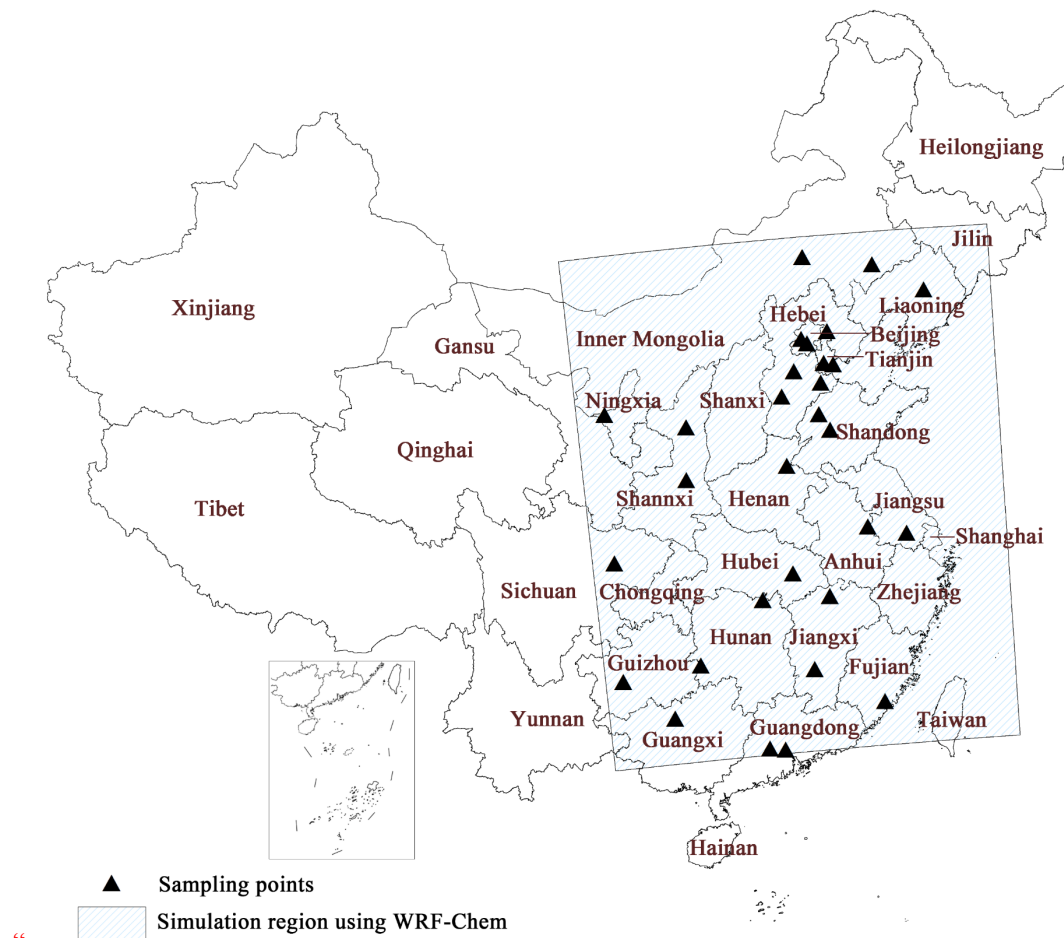 Heilongjiang
Jilin
Xinjiang
Liaoning
Hebei
Beijing
Inner Mongolia
Gansu
Tianjin
Ningxia
Shanxi
Shandong
Qinghai
Shannxi
Henan
Jiangsu
Tibet
Shanghai
Hubei
Anhui
Sichuan
Chongqing
Zhejiang
Hunan
Jiangxi
Guizhou
Fujian
Yunnan
Guangdong
Taiwan
Guangxi
Hainan
Sampling points
Simulation region using WRF-Chem
“